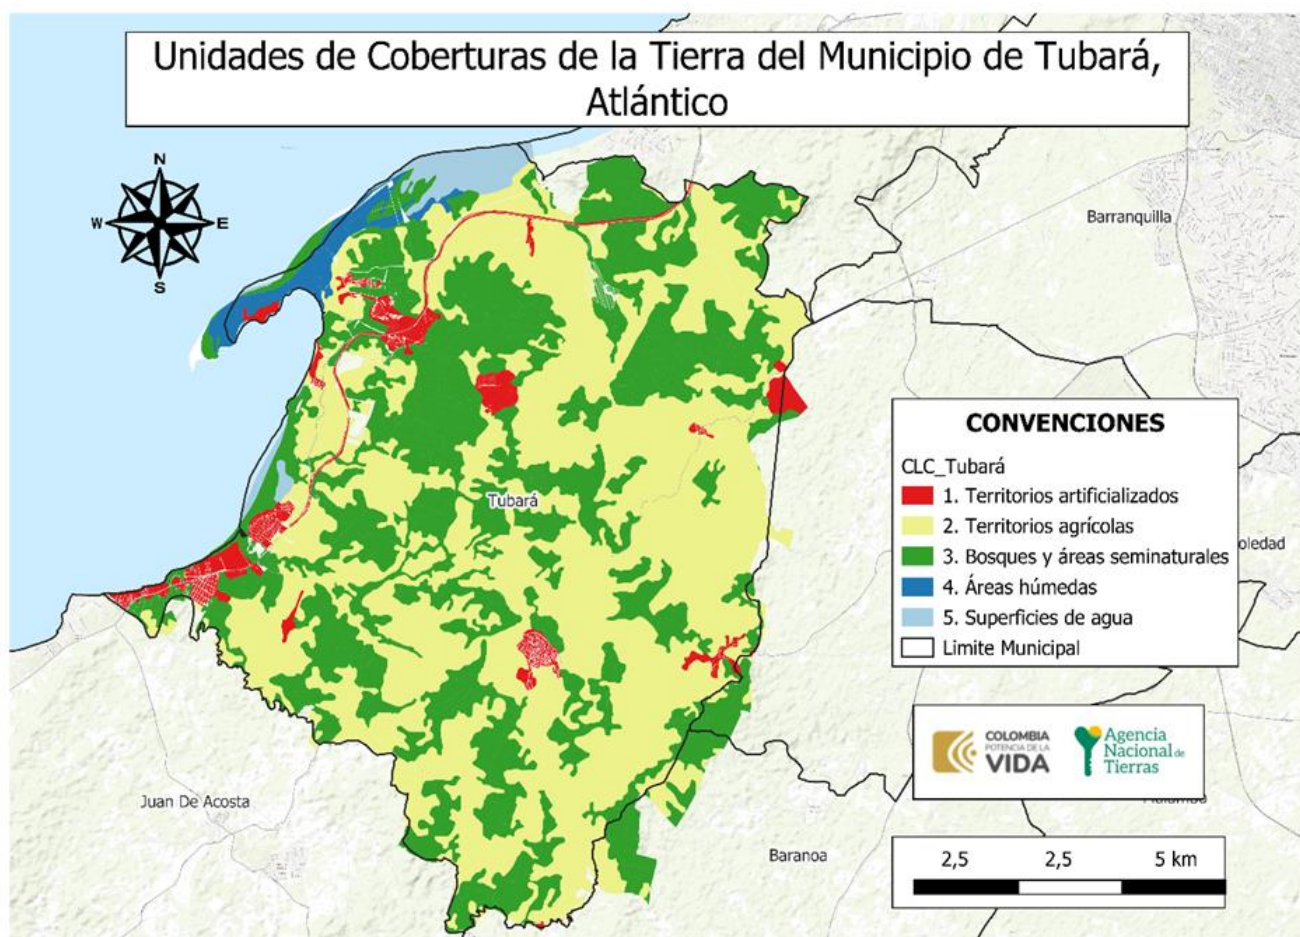 Unidades de Coberturas de la Tierra del Municipio de Tubará,
Atlántico
N
W
E
S
Barranquilla
Tubará
CONVENCIONES
CLC_Tubará
1. Territorios artificializados
2. Territorios agrícolas
3. Bosques y áreas seminaturales
4. Áreas húmedas
5. Superficies de agua
Limite Municipal
oledad
COLOMBIA
POTENCIA DE LA
VIDA
Agencia
Nacional de
Tierras
Juan De Acosta
Baranoa
2,5 2,5 5 km